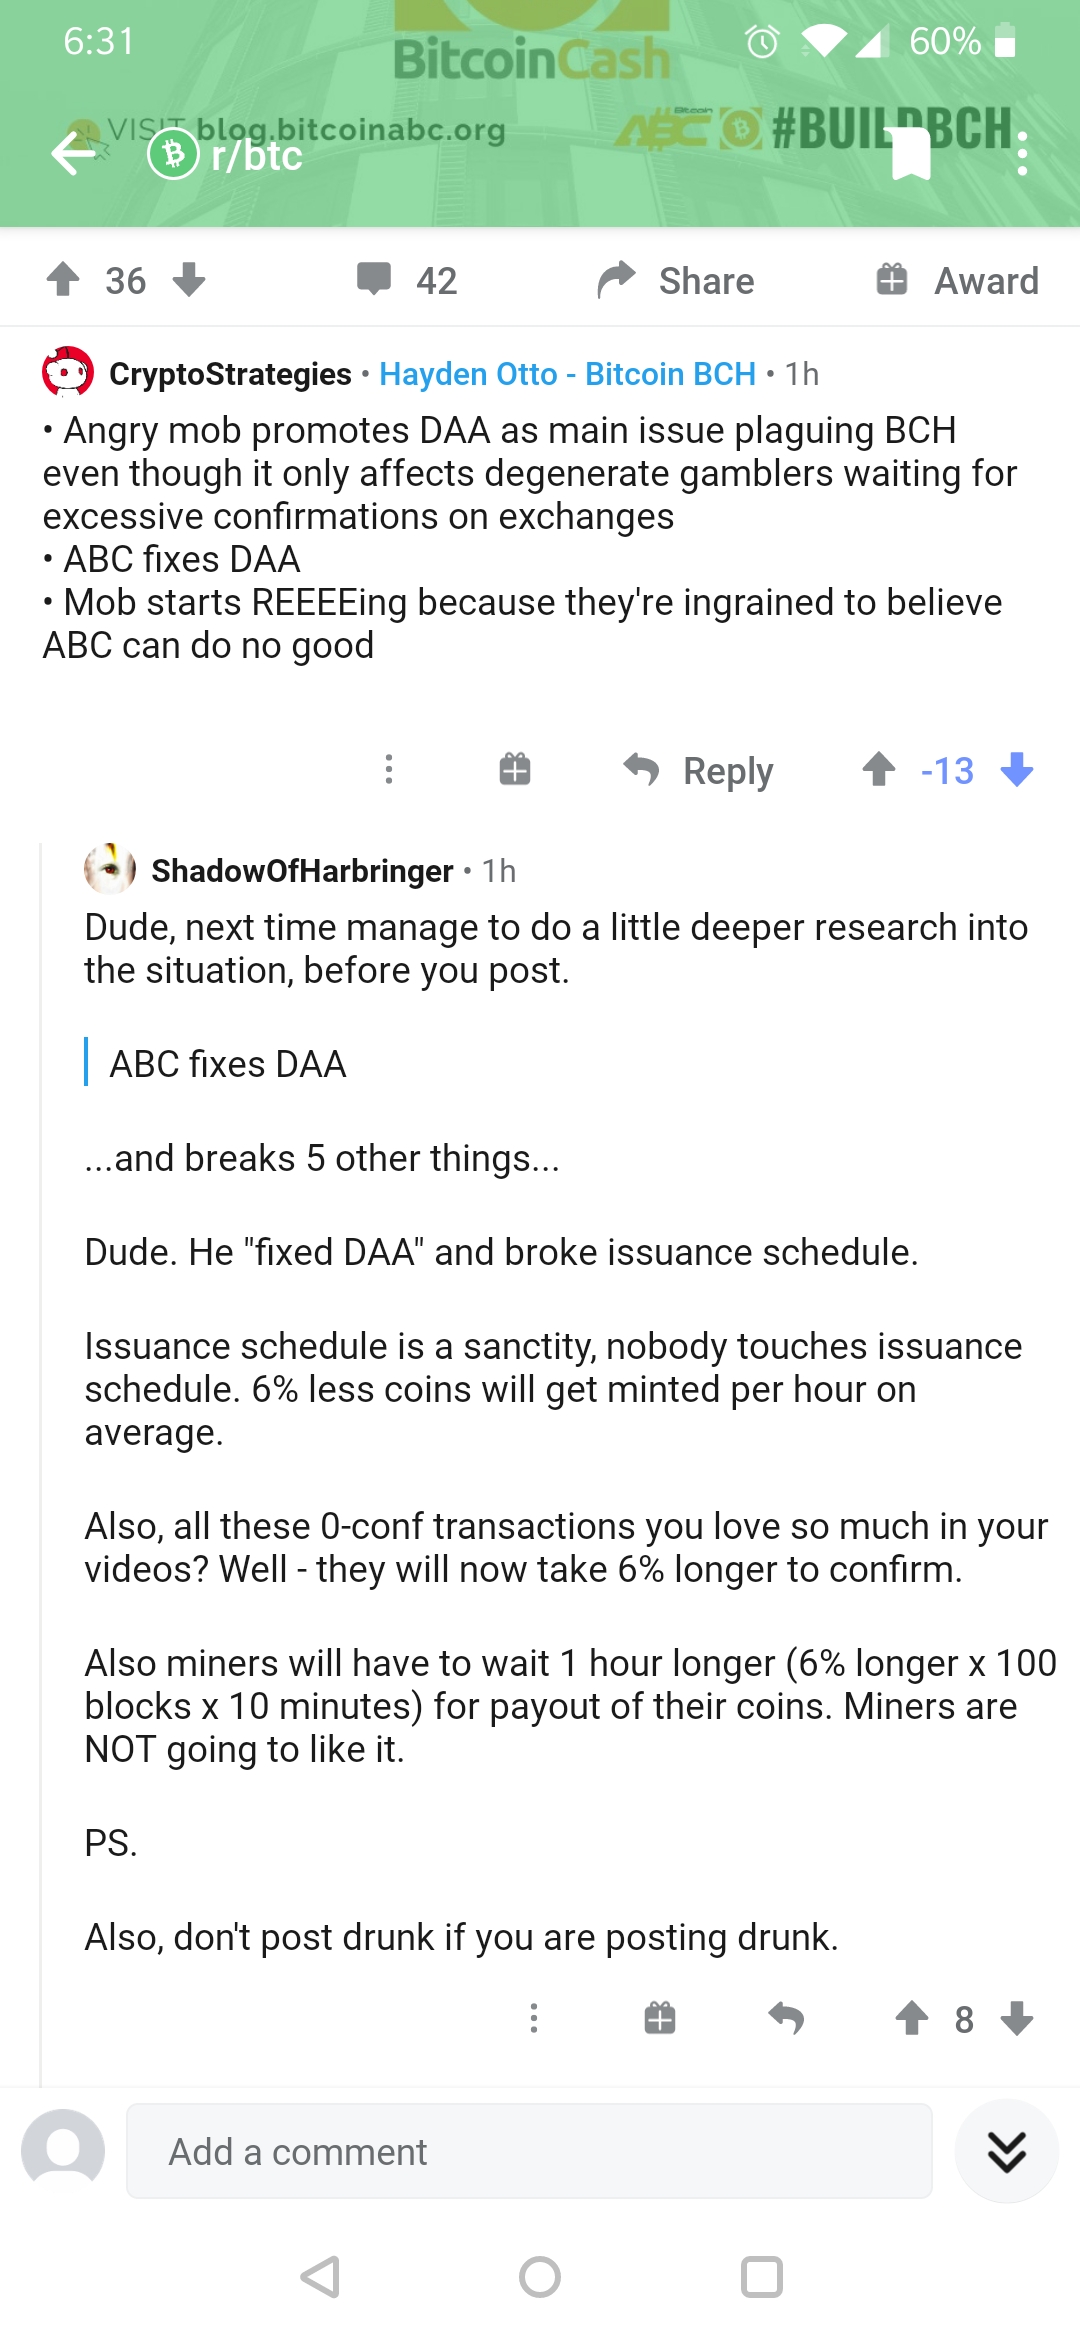 6:31
60%
BitcoinCash
VISIT blog.bitcoinabc.org
Bitcoin
ABC #BUILDBCH
r/btc
36
42
Share
Award
CryptoStrategies • Hayden Otto - Bitcoin BCH • 1h
• Angry mob promotes DAA as main issue plaguing BCH
even though it only affects degenerate gamblers waiting for
excessive confirmations on exchanges
• ABC fixes DAA
• Mob starts REEEEing because they're ingrained to believe
ABC can do no good
Reply
-13
ShadowOfHarbringer • 1h
Dude, next time manage to do a little deeper research into
the situation, before you post.
ABC fixes DAA
...and breaks 5 other things...
Dude. He "fixed DAA" and broke issuance schedule.
Issuance schedule is a sanctity, nobody touches issuance
schedule. 6% less coins will get minted per hour on
average.
Also, all these 0-conf transactions you love so much in your
videos? Well - they will now take 6% longer to confirm.
Also miners will have to wait 1 hour longer (6% longer x 100
blocks x 10 minutes) for payout of their coins. Miners are
NOT going to like it.
PS.
Also, don't post drunk if you are posting drunk.
8
Add a comment